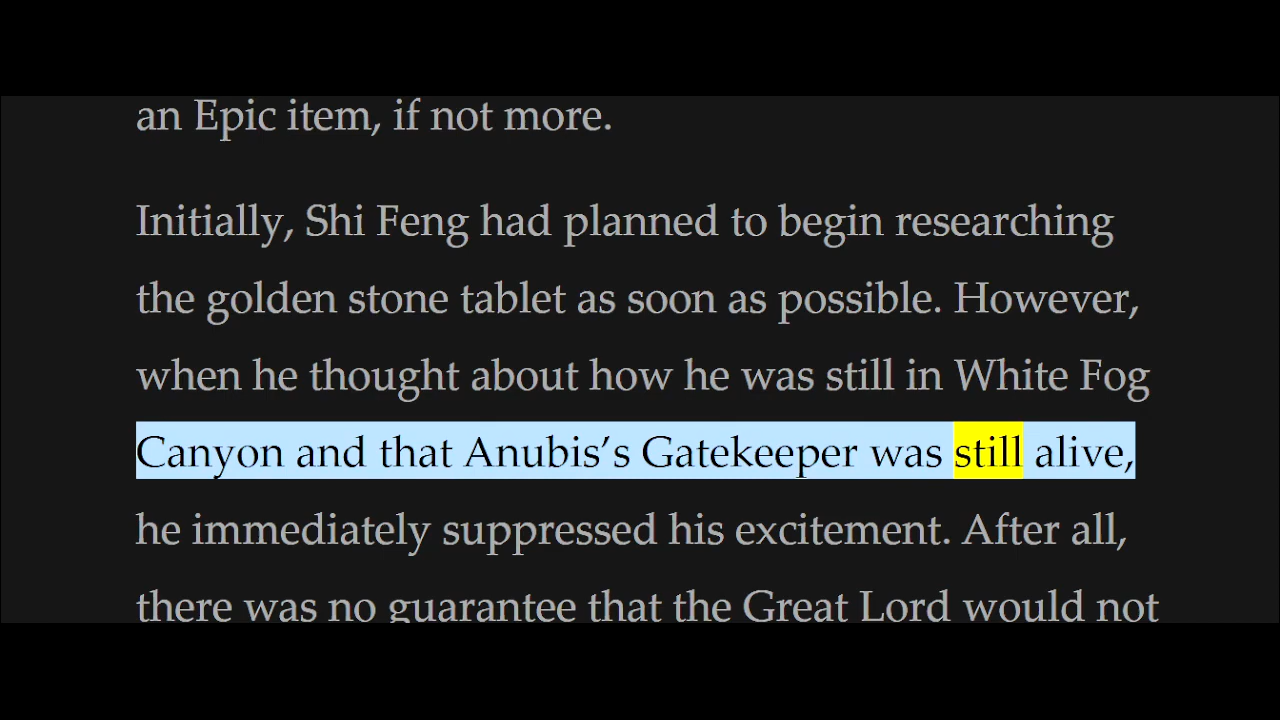 an Epic item, if not more.
Initially, Shi Feng had planned to begin researching
the golden stone tablet as soon as possible. However,
when he thought about how he was still in White Fog
Canyon and that Anubis’s Gatekeeper was still alive,
he immediately suppressed his excitement. After all,
there was no guarantee that the Great Lord would not